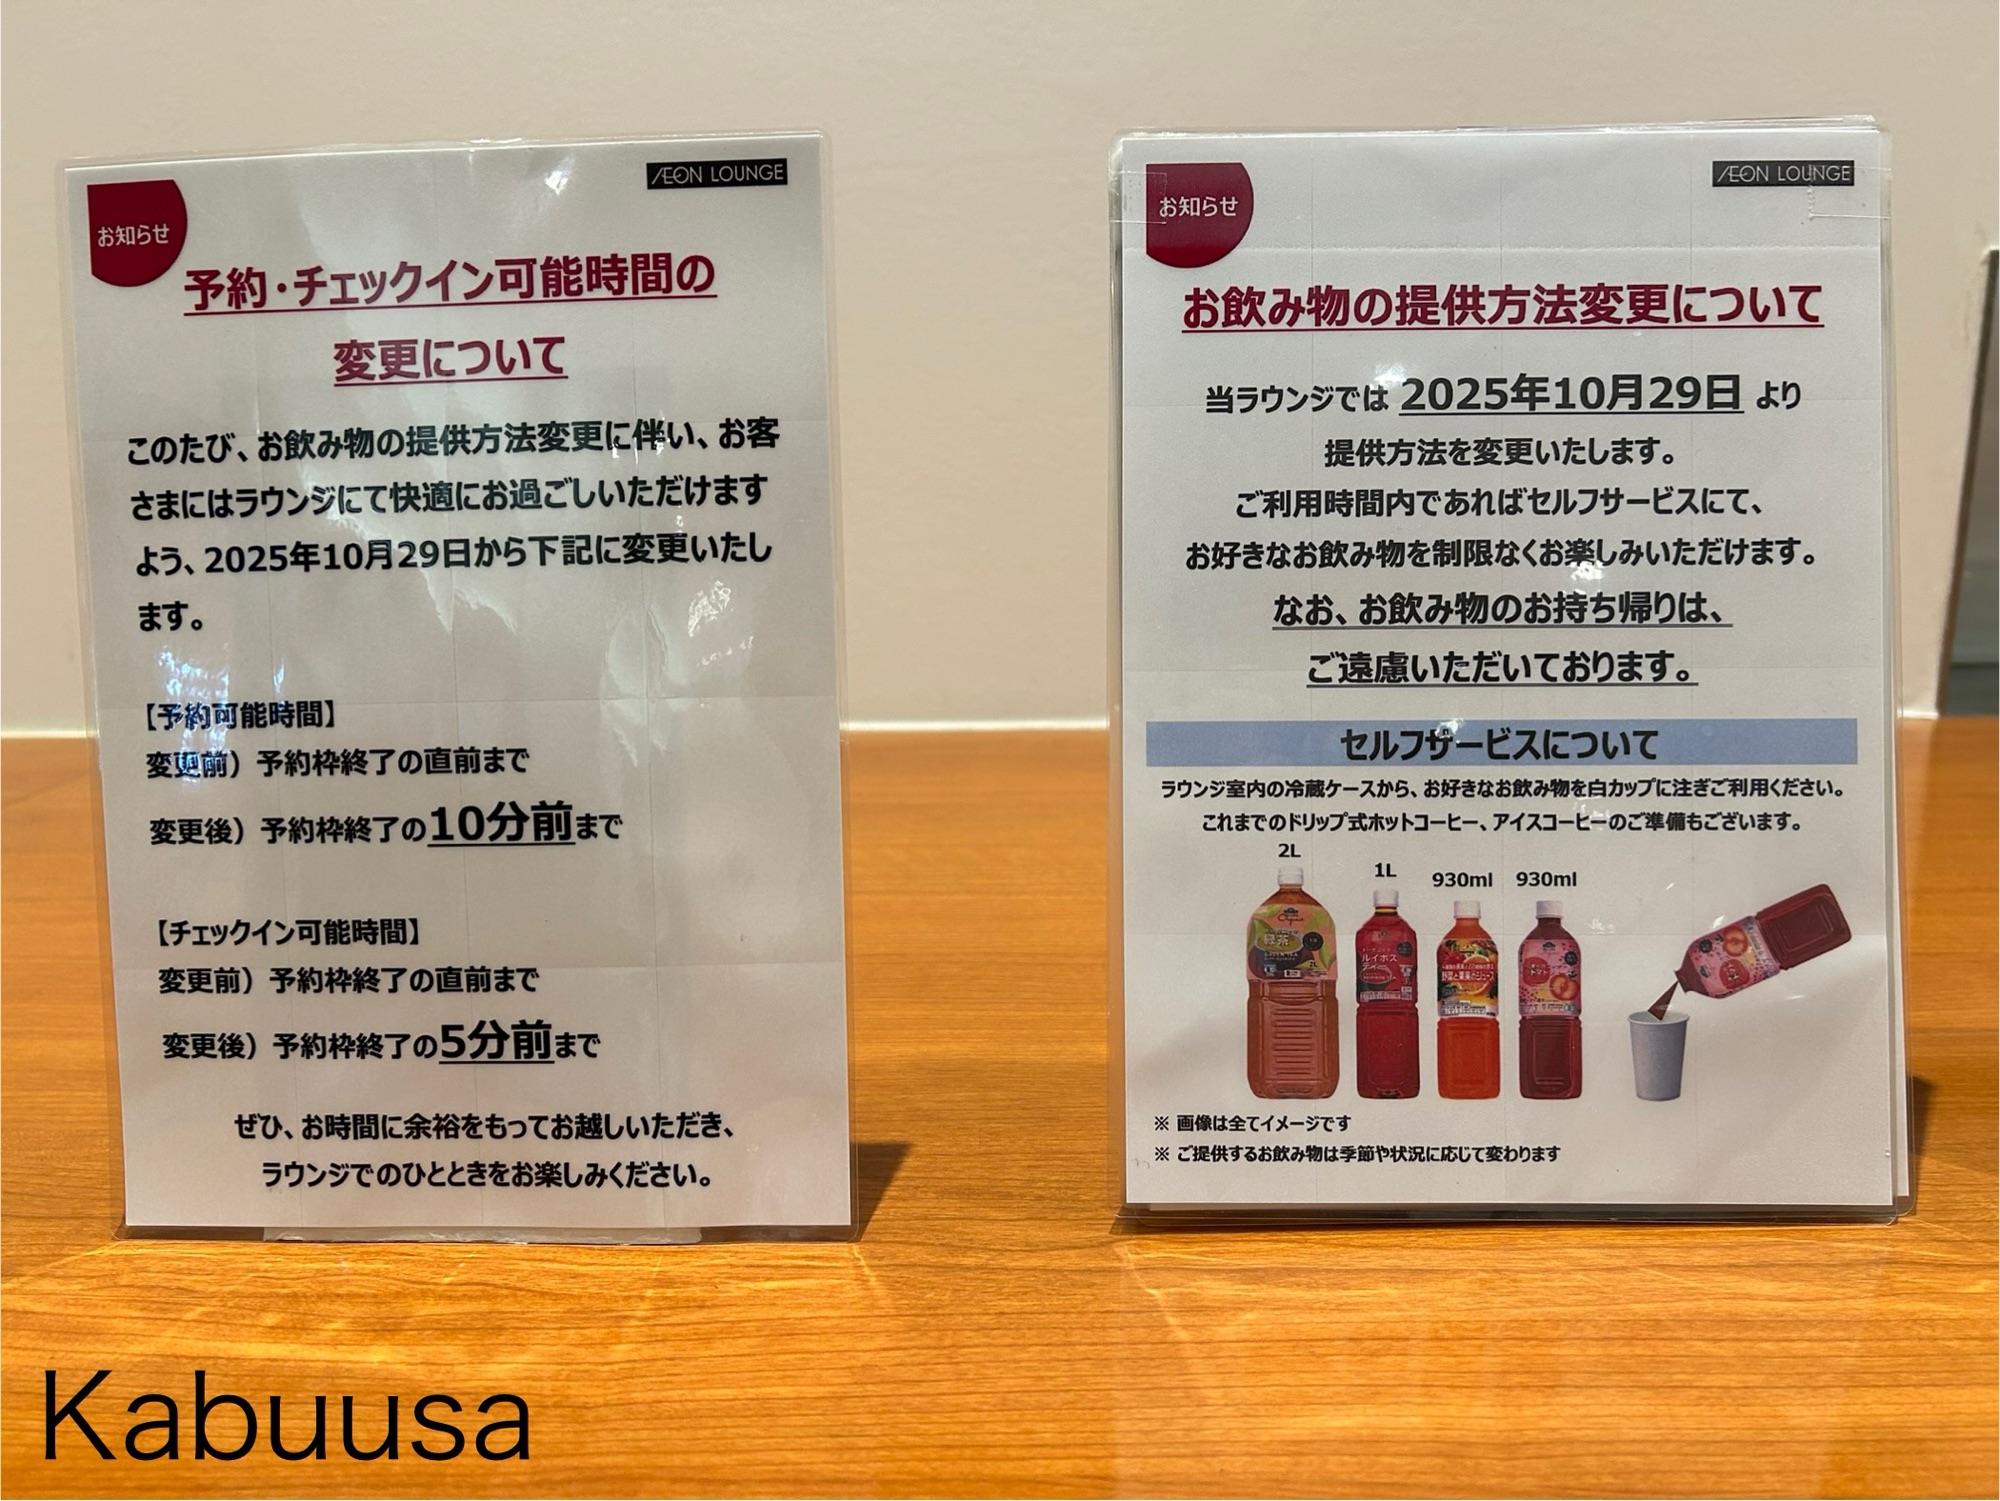 ÆON LOUNGE
お知らせ
予約・チェックイン可能時間の
変更について
このたび、お飲み物の提供方法変更に伴い、お客
さまにはラウンジにて快適にお過ごしいただけます
よう、2025年10月29日から下記に変更いたし
ます。
【予約可能時間】
変更前）予約枠終了の直前まで
変更後）予約枠終了の10分前まで
【チェックイン可能時間】
変更前）予約枠終了の直前まで
変更後）予約枠終了の5分前まで
ぜひ、お時間に余裕をもってお越しいただき、
ラウンジでのひとときをお楽しみください。
ÆON LOUNGE
お知らせ
お飲み物の提供方法変更について
当ラウンジでは 2025年10月29日 より
提供方法を変更いたします。
ご利用時間内であればセルフサービスにて、
お好きなお飲み物を制限なくお楽しみいただけます。
なお、お飲み物のお持ち帰りは、
ご遠慮いただいております。
セルフサービスについて
ラウンジ室内の冷蔵ケースから、お好きなお飲み物を白カップに注ぎご利用ください。
これまでのドリップ式ホットコーヒー、アイスコーヒーのご準備もございます。
2L
1L
930ml
930ml
緑茶
GREEN TEA
2L
ルイボス
ティー
野菜と果実のジュース
※ 画像は全てイメージです
※ ご提供するお飲み物は季節や状況に応じて変わります
Kabuusa